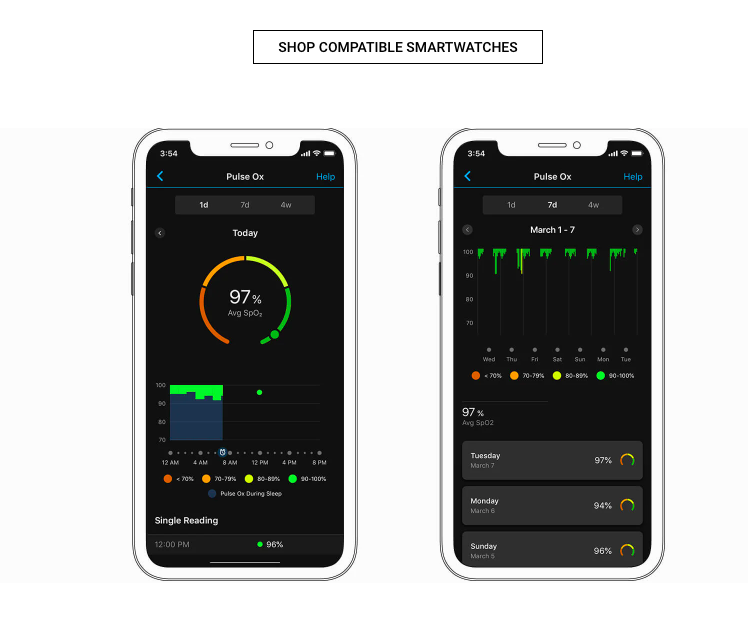 SHOP COMPATIBLE SMARTWATCHES
3:54
Pulse Ox
Help
1d 7d 4w
Today
97 %
Avg SpO₂
100
90
80
70
12 AM 4 AM 8 AM 12 PM 4 PM 8 PM
< 70% 70-79% 80-89% 90-100%
Pulse Ox During Sleep
Single Reading
12:00 PM 96%
3:54
Pulse Ox
Help
1d 7d 4w
March 1 - 7
100
90
80
70
Wed Thu Fri Sat Sun Mon Tue
< 70% 70-79% 80-89% 90-100%
97 %
Avg SpO2
Tuesday
March 7
97%
Monday
March 6
94%
Sunday
March 5
96%